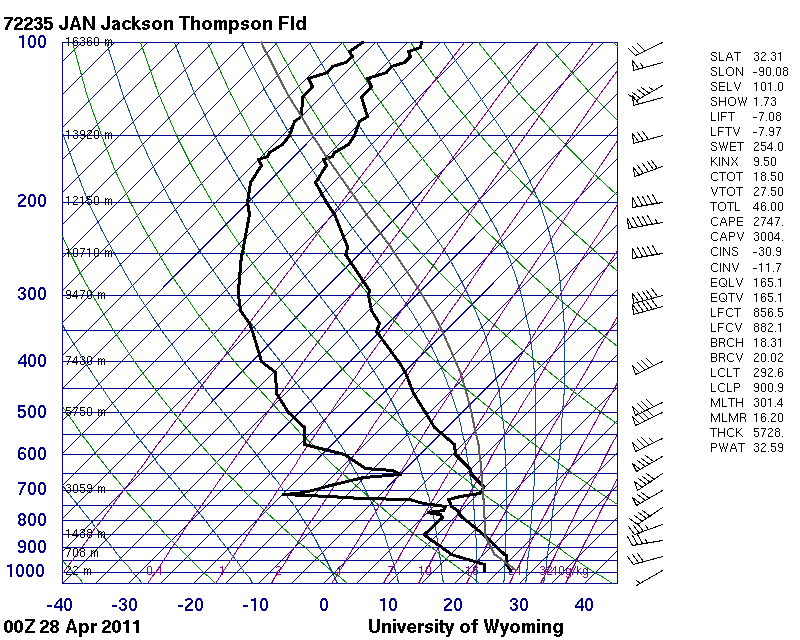 72235 JAN Jackson Thompson Fld
100 16360 m
13920 m
200 12150 m
10710 m
300 9470 m
400 7430 m
500 5750 m
600
700 3059 m
800
1438 m
900
708 m
1000 22 m 0.4 1 2 4 7 10 16 24 32 40g/kg
-40 -30 -20 -10 0 10 20 30 40
00Z 28 Apr 2011 University of Wyoming
SLAT 32.31
SLON -90.08
SELV 101.0
SHOW 1.73
LIFT -7.08
LFTV -7.97
SWET 254.0
KINX 9.50
CTOT 18.50
VTOT 27.50
TOTL 46.00
CAPE 2747.
CAPV 3004.
CINS -30.9
CINV -11.7
EQLV 165.1
EQTV 165.1
LFCT 856.5
LFCV 882.1
BRCH 18.31
BRCV 20.02
LCLT 292.6
LCLP 900.9
MLTH 301.4
MLMR 16.20
THCK 5728.
PWAT 32.59